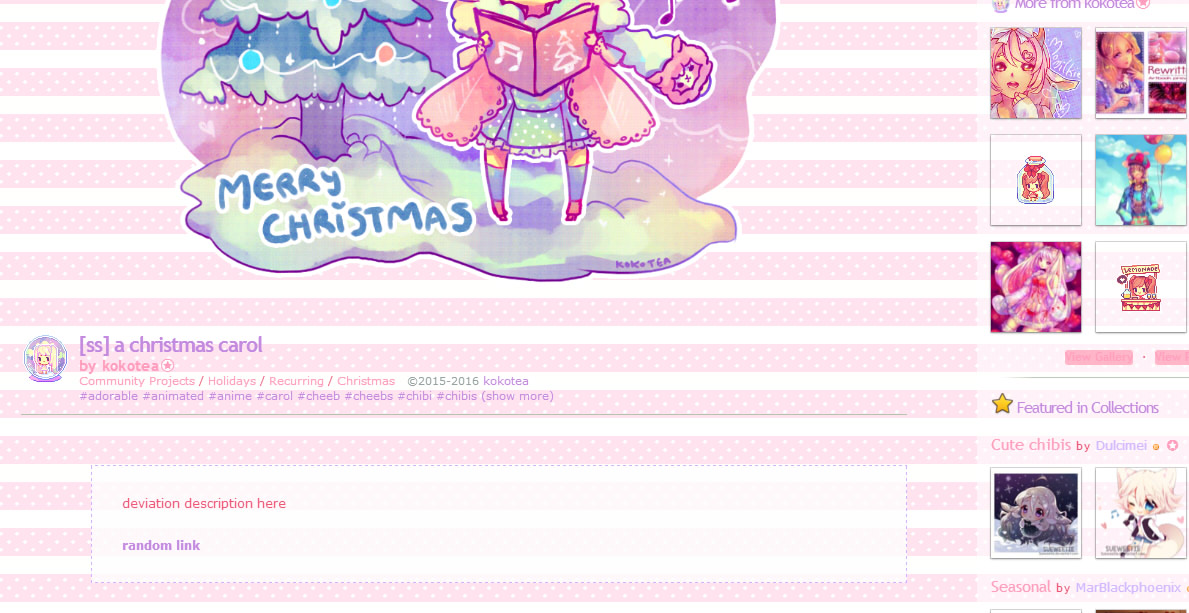 More from kokotea
Rewritt
LEMONADE
MERRY
CHRISTMAS
KOKOTEA
[ss] a christmas carol
by kokotea
Community Projects / Holidays / Recurring / Christmas ©2015-2016 kokotea
#adorable #animated #anime #carol #cheeb #cheebs #chibi #chibis (show more)
deviation description here
random link
View Gallery ·
Featured in Collections
Cute chibis by Dulcimei
Seasonal by MarBlackphoenix